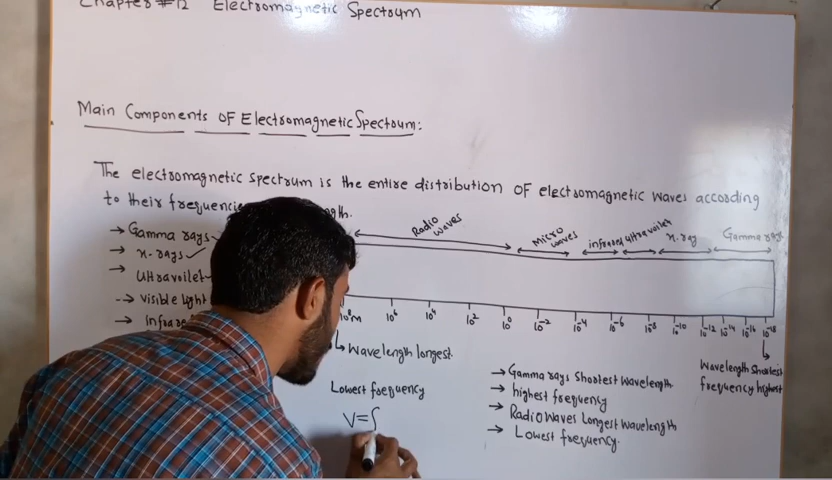 Chapter #12 Electromagnetic Spectrum
Main Components OF Electromagnetic Spectrum:
The electromagnetic spectrum is the entire distribution OF electromagnetic waves according
to their
→ Gamma rays
→ x-rays ✓
→ Ultravoilet
--> Visible light
→
Radio waves
Micro waves
infrared
Ultravoilet
x-ray
Gamma rays
10⁸m 10⁶ 10⁴ 10² 10⁰ 10⁻² 10⁻⁴ 10⁻⁶ 10⁻⁸ 10⁻¹⁰ 10⁻¹² 10⁻¹⁴ 10⁻¹⁶ 10⁻¹⁸
Wavelength longest
Lowest frequency
V=f
→ Gamma rays Shortest Wavelength
→ highest frequency
→ Radio Waves Longest Wavelength
→ Lowest frequency.
Wavelength Shortest
frequency highest